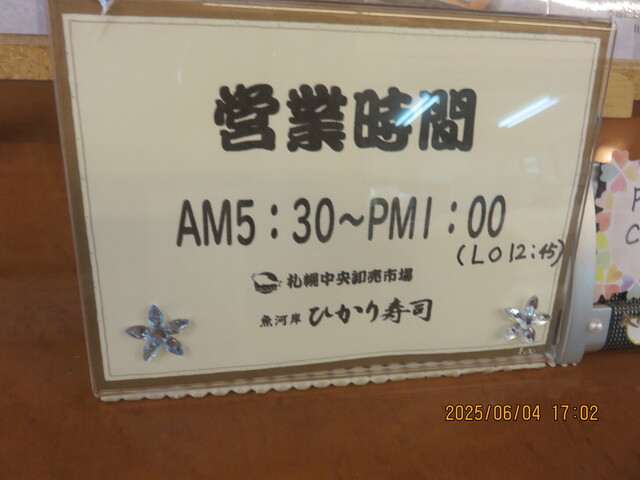 営業時間
AM5:30~PM1:00
(LO 12:45)
札幌中央卸売市場
魚河岸 ひかり寿司
2025/06/04 17:02